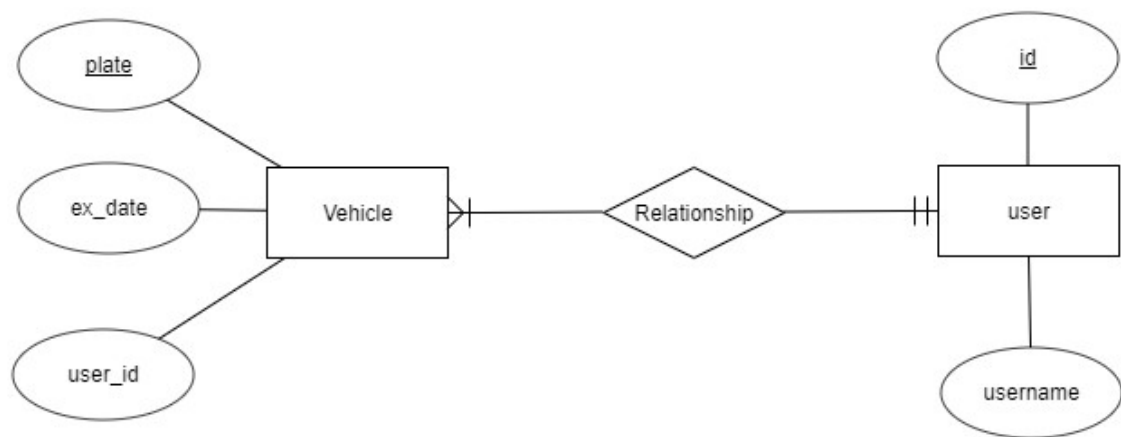 plate
id
ex_date
Vehicle
Relationship
user
user_id
username